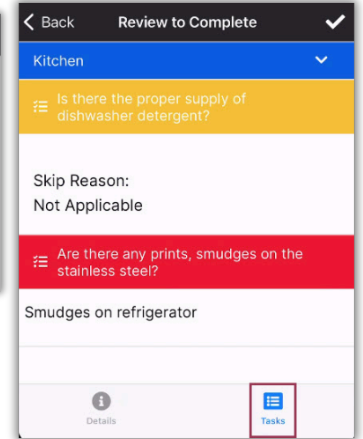 Back Review to Complete
Kitchen
Is there the proper supply of
dishwasher detergent?
Skip Reason:
Not Applicable
Are there any prints, smudges on the
stainless steel?
Smudges on refrigerator
Details Tasks